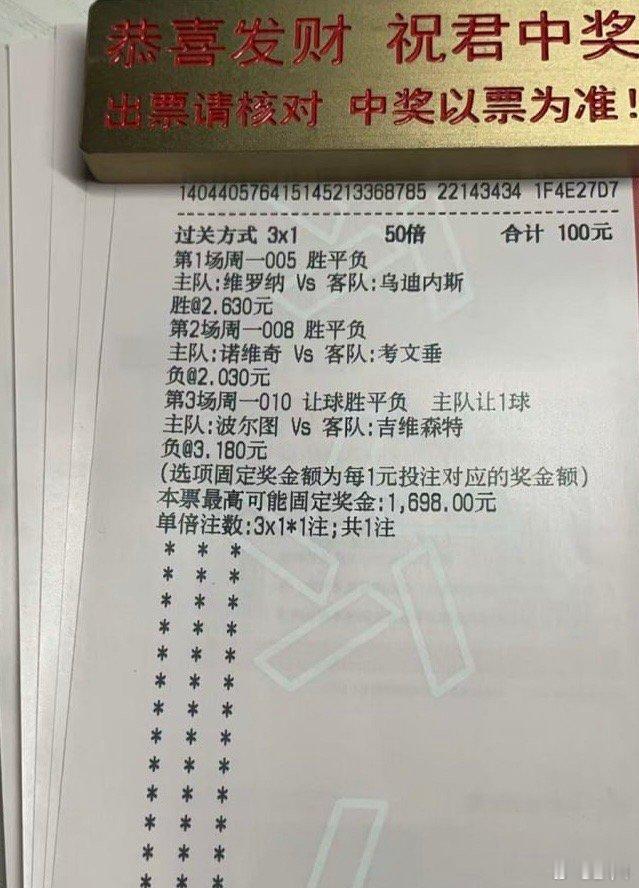 恭喜发财 祝君中奖
出票请核对 中奖以票为准!
140440576415145213368785 22143434 1F4E27D7
过关方式 3x1 50倍 合计 100元
第1场周一005 胜平负
主队:维罗纳 Vs 客队:乌迪内斯
胜@2.630元
第2场周一008 胜平负
主队:诺维奇 Vs 客队:考文垂
负@2.030元
第3场周一010 让球胜平负 主队让1球
主队:波尔图 Vs 客队:吉维森特
负@3.180元
(选项固定奖金额为每1元投注对应的奖金额)
本票最高可能固定奖金:1,698.00元
单倍注数:3x1*1注;共1注
* * *
* * *
* * *
* * *
* * *
* * *
* * *
* * *
* * *
* * *
* * *
* * *
* * *